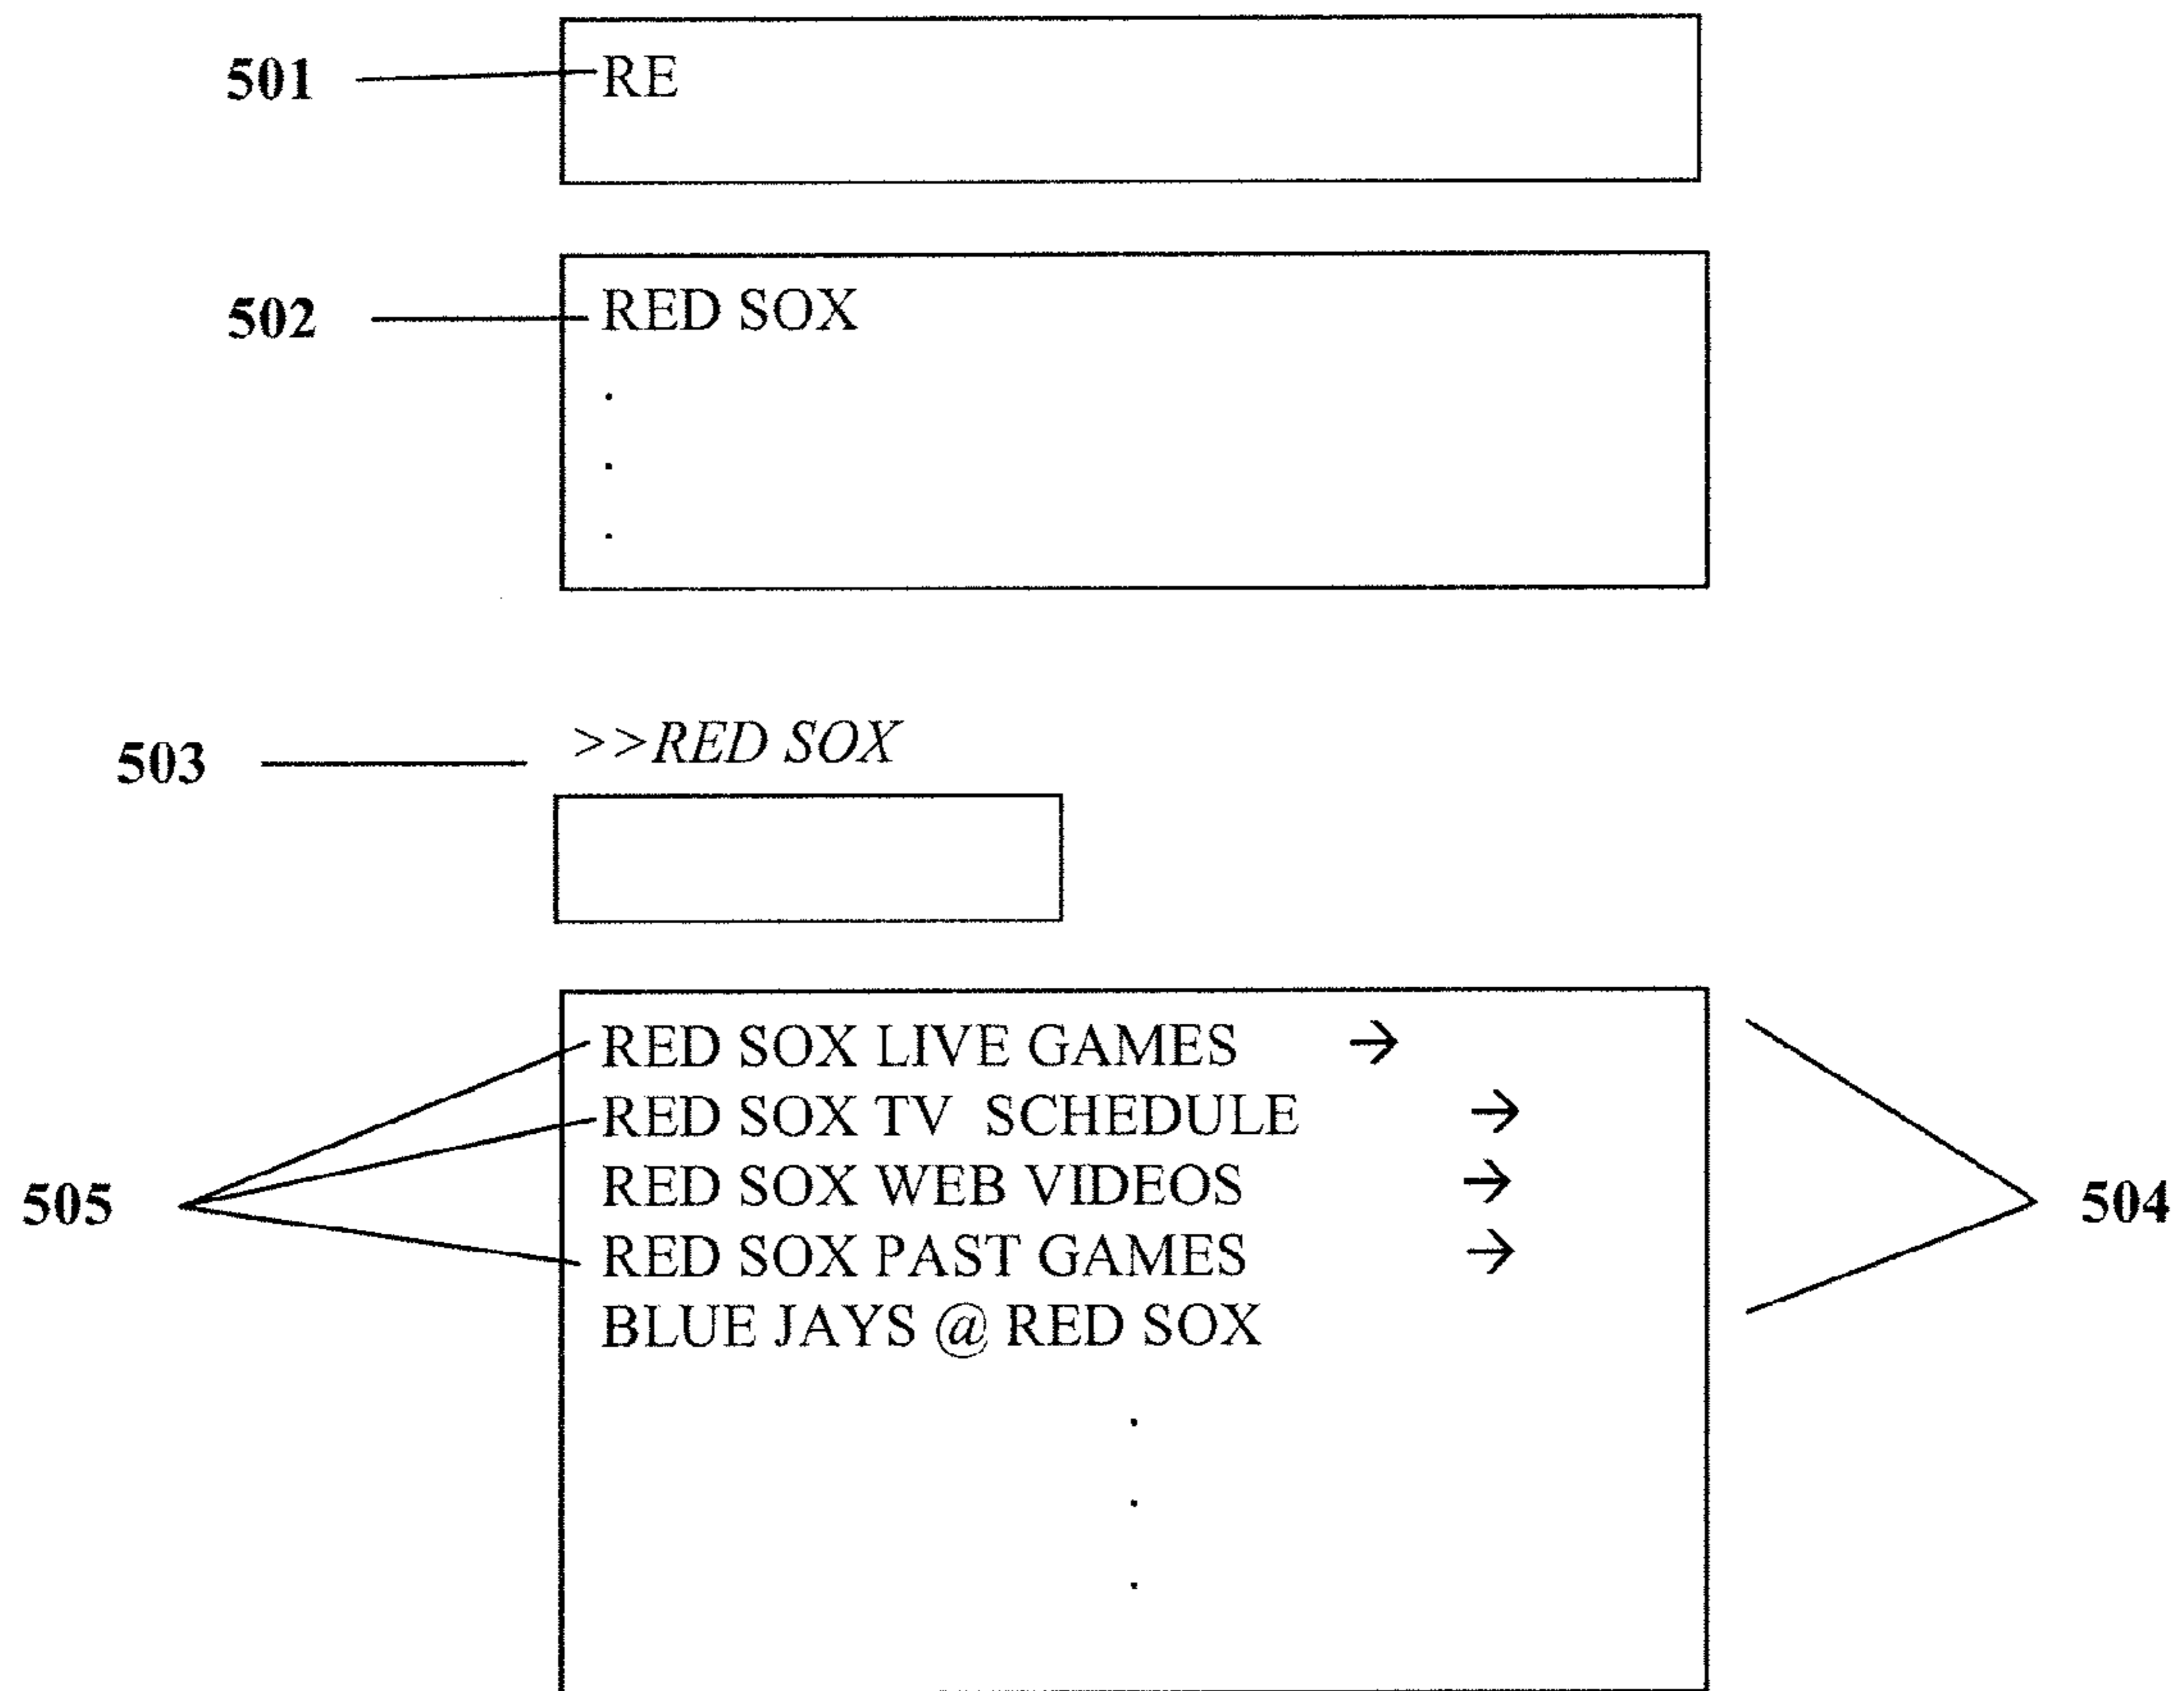 501 RE
502 RED SOX
.
.
.
503 >>RED SOX
RED SOX LIVE GAMES →
RED SOX TV SCHEDULE →
505 RED SOX WEB VIDEOS → 504
RED SOX PAST GAMES →
BLUE JAYS @ RED SOX
.
.
.